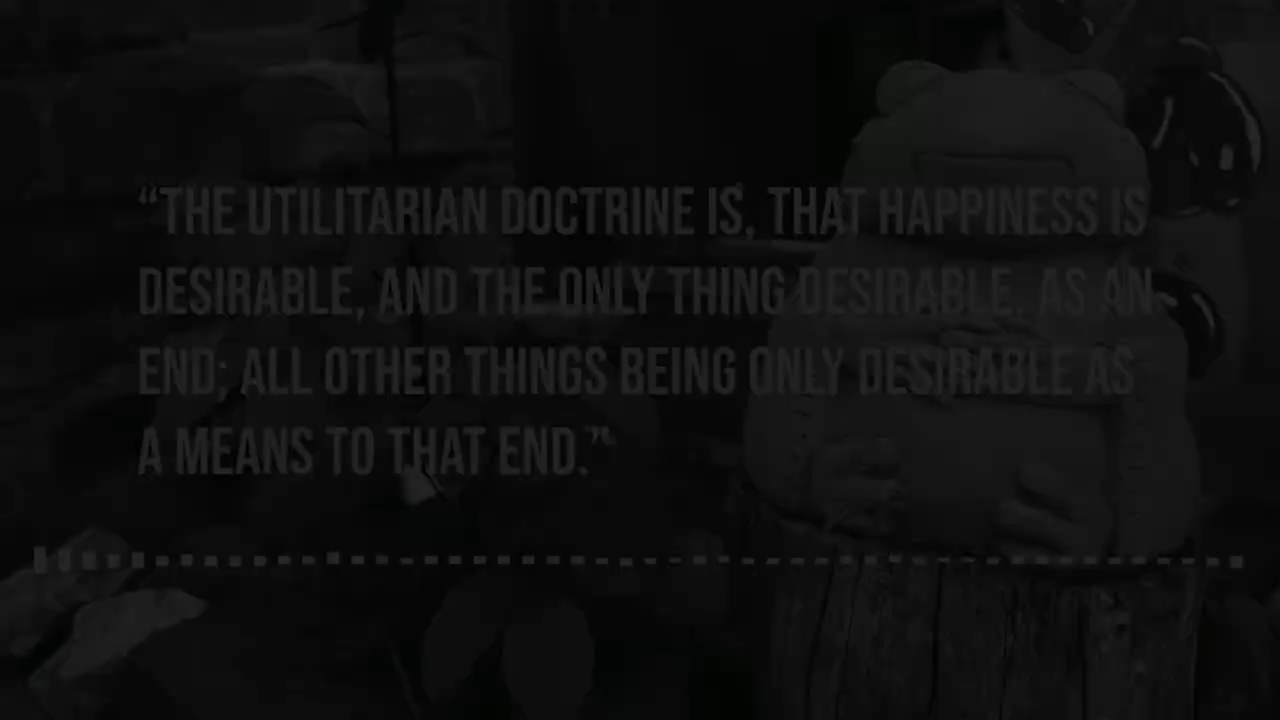 “THE UTILITARIAN DOCTRINE IS, THAT HAPPINESS IS
DESIRABLE, AND THE ONLY THING DESIRABLE, AS AN
END; ALL OTHER THINGS BEING ONLY DESIRABLE AS
A MEANS TO THAT END.”